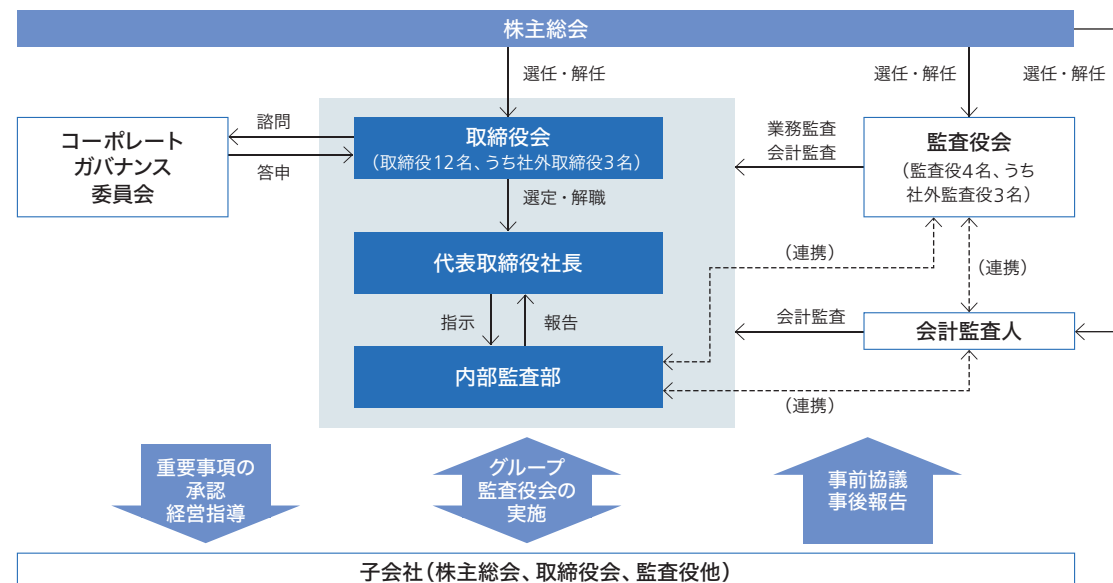 株主総会
選任・解任
選任・解任
選任・解任
コーポレート
ガバナンス
委員会
諮問
答申
取締役会
（取締役12名、うち社外取締役3名）
業務監査
会計監査
監査役会
（監査役4名、うち
社外監査役3名）
選定・解職
代表取締役社長
（連携）
（連携）
指示
報告
会計監査
会計監査人
内部監査部
（連携）
重要事項の
承認
経営指導
グループ
監査役会の
実施
事前協議
事後報告
子会社（株主総会、取締役会、監査役他）